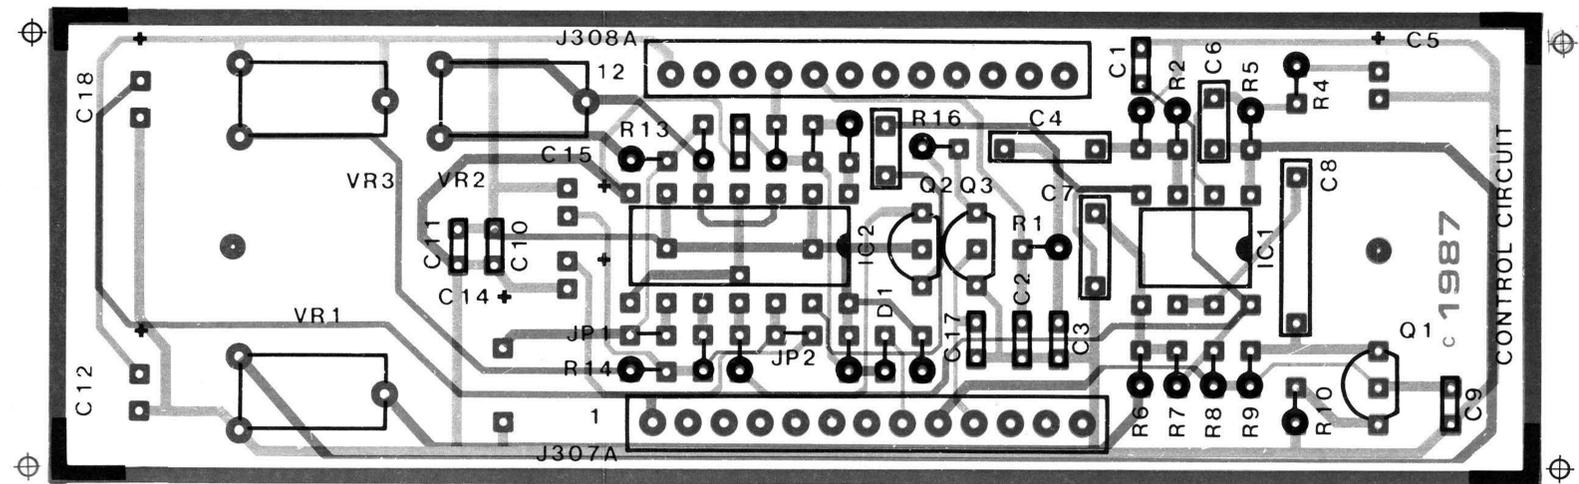 J308A
C5
C18
12
C1
R2
C6
R5
R4
R13
R16
C4
C15
VR3
VR2
Q2 Q3
C7
C8
R1
C11
C10
IC2
IC1
C14
C2
D1
VR1
JP1
JP2
C17
C3
Q1
R14
C12
1
R6
R7
R8
R9
R10
C9
J307A
c 1987
CONTROL CIRCUIT